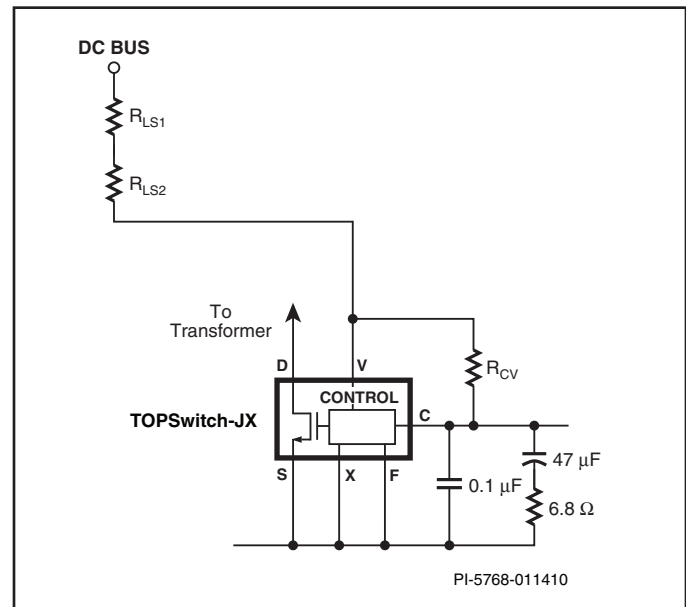 DC BUS
RLS1
RLS2
To
Transformer
D
V
RCV
CONTROL
TOPSwitch-JX
C
S
X
F
0.1 μF
47 μF
6.8 Ω
PI-5768-011410